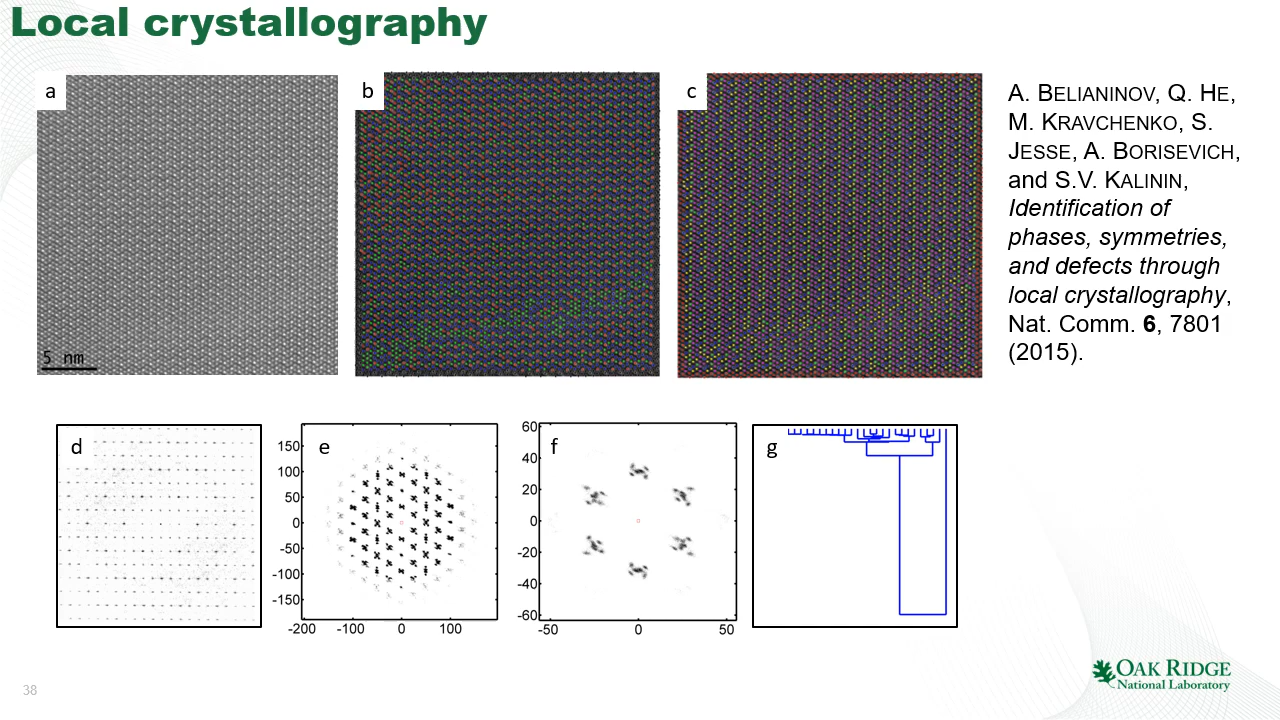 Local crystallography
a
b
c
5 nm
A. BELIANINOV, Q. HE,
M. KRAVCHENKO, S.
JESSE, A. BORISEVICH,
and S.V. KALININ,
Identification of
phases, symmetries,
and defects through
local crystallography,
Nat. Comm. 6, 7801
(2015).
d
e
150
100
50
0
-50
-100
-150
-200 -100 0 100
f
60
40
20
0
-20
-40
-60
-50 0 50
g
38
OAK RIDGE
National Laboratory